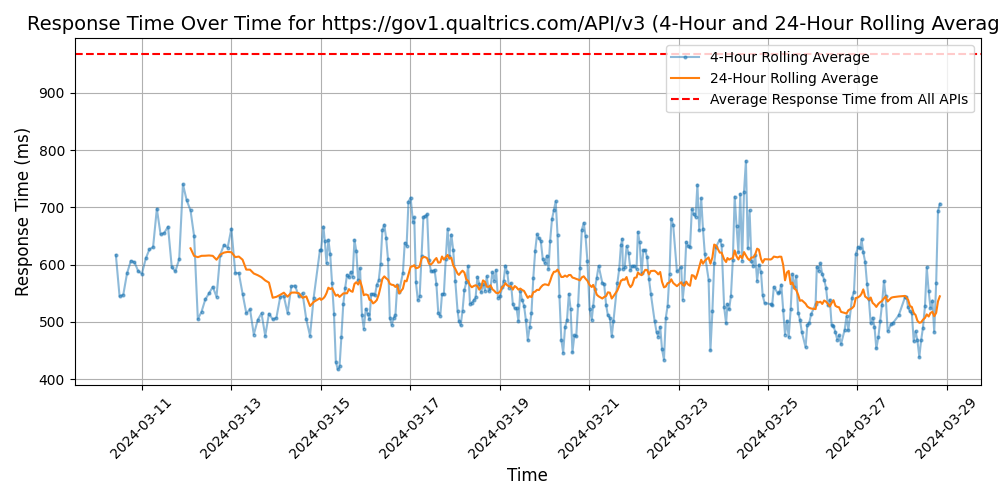 Response Time Over Time for https://gov1.qualtrics.com/API/v3 (4-Hour and 24-Hour Rolling Averag
4-Hour Rolling Average
24-Hour Rolling Average
Average Response Time from All APIs
Response Time (ms)
900
800
700
600
500
400
2024-03-11
2024-03-13
2024-03-15
2024-03-17
2024-03-19
2024-03-21
2024-03-23
2024-03-25
2024-03-27
2024-03-29
Time